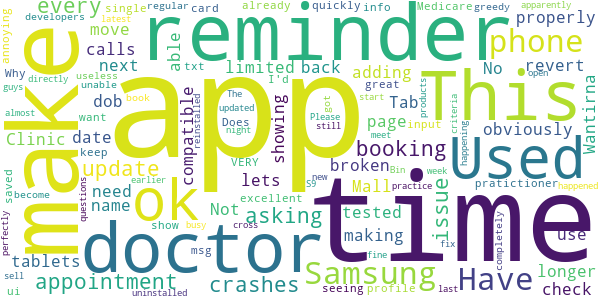 already quickly regular card info greedy apparently
developers single txt Medicare latest
annoying every move calls able reminder phone
Why next limited back adding No revert
guys useless The I'd great properly
directly unable updated Does
make app This
almost want book night Please got Tab open products criteria
Clinic dob compatible reinstalled showing page input obviously
date keep start still meet happening Wantirna
saved update lets booking Used
become need broken Mall Bin week
perfectly name earlier Not excellent S9 practice happened
questions ok asking tested issue pratictioner
tablets show busy cross fine new completely fix use
ui msg making longer
doctor time
appointment Samsung Have
sell crashes seeing profile last check
uninstalled